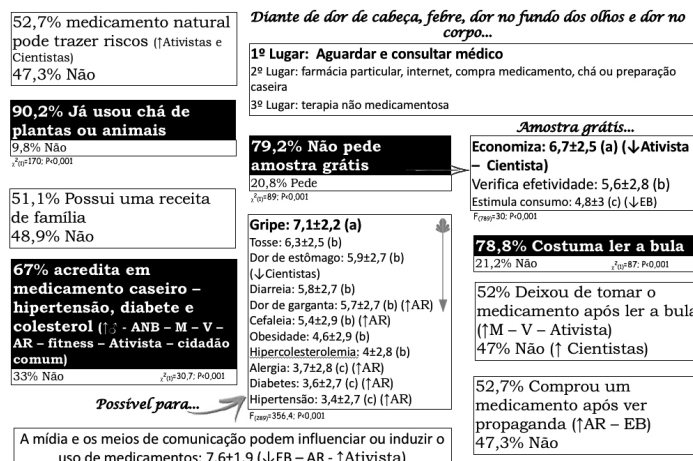 52,7% medicamento natural
pode trazer riscos (↑Ativistas e
Cientistas)
47,3% Não
90,2% Já usou chá de
plantas ou animais
9,8% Não
χ²(1)=170; P<0,001
51,1% Possui uma receita
de família
48,9% Não
67% acredita em
medicamento caseiro –
hipertensão, diabete e
colesterol (↑♂ - ANB – M – V –
AR – fitness – Ativista – cidadão
comum)
33% Não
χ²(1)=30,7; P<0,001
Possível para...
Diante de dor de cabeça, febre, dor no fundo dos olhos e dor no
corpo...
1º Lugar: Aguardar e consultar médico
2º Lugar: farmácia particular, internet, compra medicamento, chá ou preparação
caseira
3º Lugar: terapia não medicamentosa
79,2% Não pede
amostra grátis
20,8% Pede
χ²(1)=89; P<0,001
Gripe: 7,1±2,2 (a)
Tosse: 6,3±2,5 (b)
Dor de estômago: 5,9±2,7 (b)
(↓Cientistas)
Diarreia: 5,8±2,7 (b)
Dor de garganta: 5,7±2,7 (b) (↑AR)
Cefaleia: 5,4±2,9 (b) (↑AR)
Obesidade: 4,6±2,9 (b)
Hipercolesterolemia: 4±2,8 (b)
Alergia: 3,7±2,8 (c) (↑AR)
Diabetes: 3,6±2,7 (c) (↑AR)
Hipertensão: 3,4±2,7 (c) (↑AR)
F(289)=356,4; P<0,001
Amostra grátis...
Economiza: 6,7±2,5 (a) (↓Ativista
– Cientista)
Verifica efetividade: 5,6±2,8 (b)
Estimula consumo: 4,8±3 (c) (↓EB)
F(789)=30; P<0,001
78,8% Costuma ler a bula
21,2% Não
χ²(1)=87; P<0,001
52% Deixou de tomar o
medicamento após ler a bula
(↑M – V – Ativista)
47% Não (↑ Cientistas)
52,7% Comprou um
medicamento após ver
propaganda (↑AR – EB)
47,3% Não
A mídia e os meios de comunicação podem influenciar ou induzir o
uso de medicamentos: 7,6±1,9 (↓EB – AR - ↑Ativista)